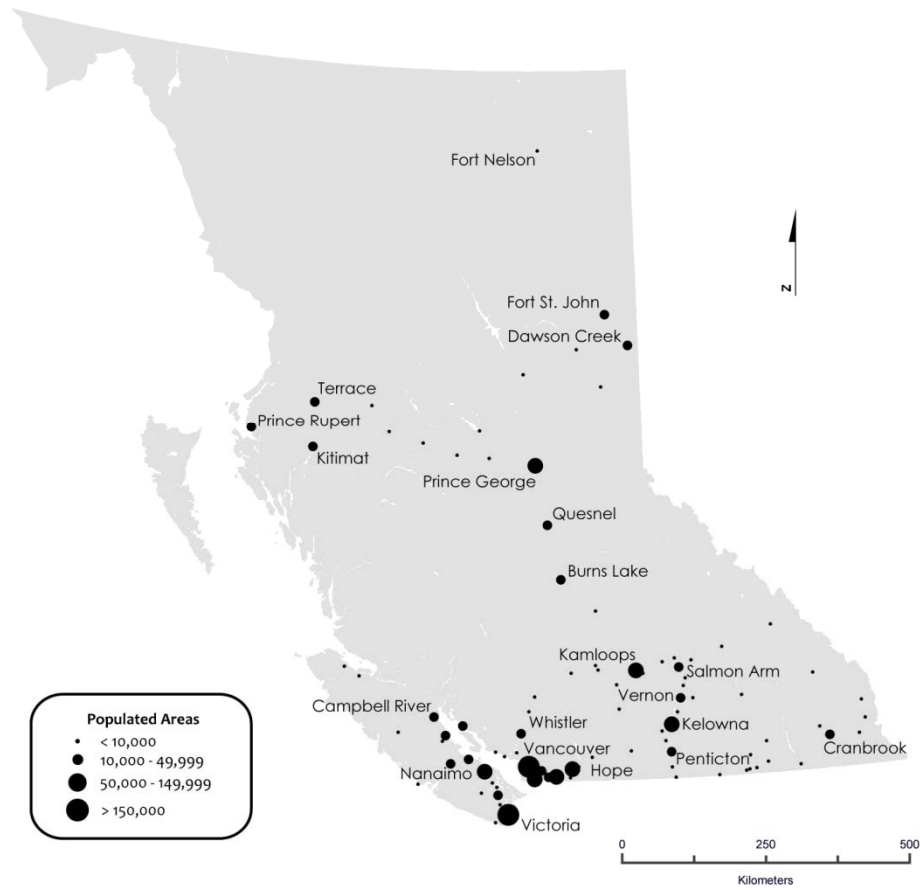 Fort Nelson
Fort St. John
N
Dawson Creek
Terrace
Prince Rupert
Kitimat
Prince George
Quesnel
Burns Lake
Kamloops
Salmon Arm
Vernon
Campbell River
Whistler
Kelowna
Vancouver
Cranbrook
Penticton
Nanaimo
Hope
Victoria
Populated Areas
< 10,000
10,000 - 49,999
50,000 - 149,999
> 150,000
0 250 500
Kilometers